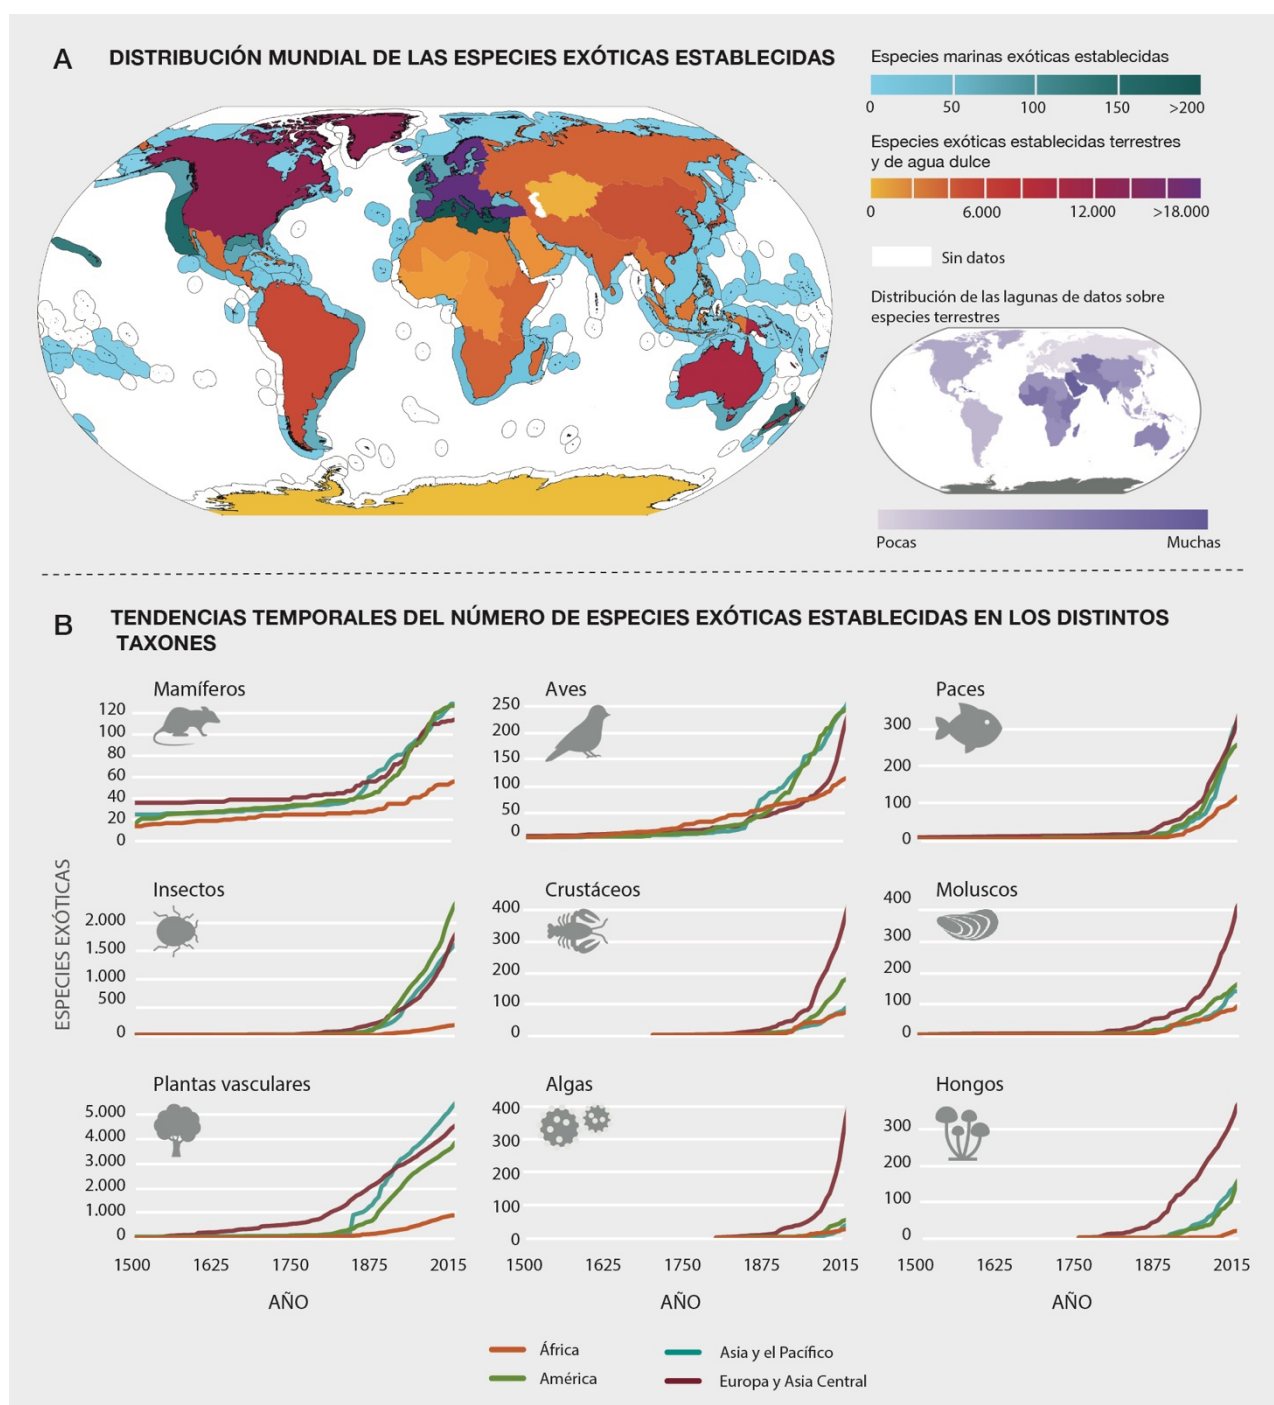 A DISTRIBUCIÓN MUNDIAL DE LAS ESPECIES EXÓTICAS ESTABLECIDAS
Especies marinas exóticas establecidas
0 50 100 150 >200
Especies exóticas establecidas terrestres
y de agua dulce
0 6.000 12.000 >18.000
Sin datos
Distribución de las lagunas de datos sobre
especies terrestres
Pocas Muchas
B TENDENCIAS TEMPORALES DEL NÚMERO DE ESPECIES EXÓTICAS ESTABLECIDAS EN LOS DISTINTOS
TAXONES
ESPECIES EXÓTICAS
Mamíferos
120
100
80
60
40
20
0
Aves
250
200
150
100
50
0
Paces
300
200
100
0
Insectos
2.000
1.500
1.000
500
0
Crustáceos
400
300
200
100
0
Moluscos
400
300
200
100
0
Plantas vasculares
5.000
4.000
3.000
2.000
1.000
0
1500 1625 1750 1875 2015
AÑO
Algas
400
300
200
100
0
1500 1625 1750 1875 2015
AÑO
Hongos
300
200
100
0
1500 1625 1750 1875 2015
AÑO
África
América
Asia y el Pacífico
Europa y Asia Central